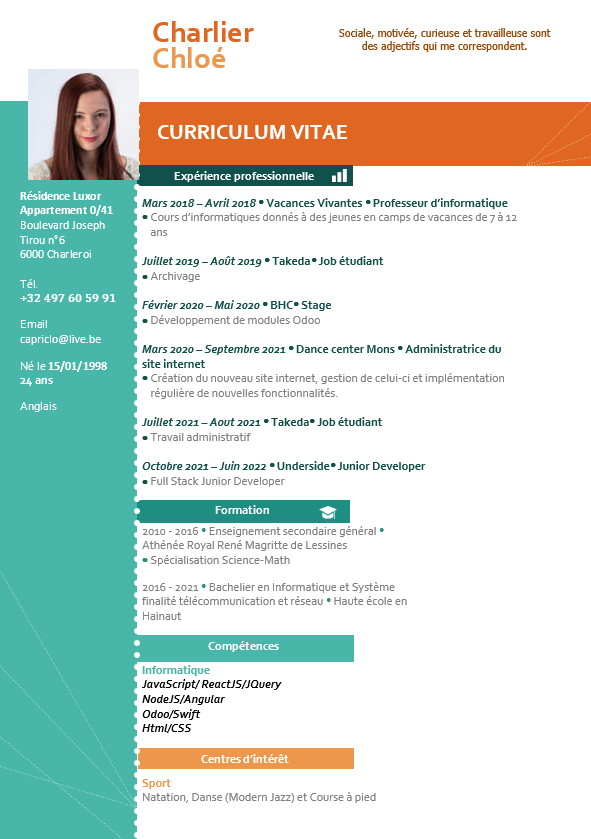 Charlier
Chloé
Sociale, motivée, curieuse et travailleuse sont
des adjectifs qui me correspondent.
CURRICULUM VITAE
Résidence Luxor
Appartement 0/41
Boulevard Joseph
Tirou n°6
6000 Charleroi
Tél.
+32 497 60 59 91
Email
capriclo@live.be
Né le 15/01/1998
24 ans
Anglais
Expérience professionnelle
Mars 2018 – Avril 2018 • Vacances Vivantes • Professeur d'informatique
• Cours d'informatiques donnés à des jeunes en camps de vacances de 7 à 12
ans
Juillet 2019 – Août 2019 • Takeda• Job étudiant
• Archivage
Février 2020 – Mai 2020 • BHC• Stage
• Développement de modules Odoo
Mars 2020 – Septembre 2021 • Dance center Mons • Administratrice du
site internet
• Création du nouveau site internet, gestion de celui-ci et implémentation
régulière de nouvelles fonctionnalités.
Juillet 2021 – Aout 2021 • Takeda• Job étudiant
• Travail administratif
Octobre 2021 – Juin 2022 • Underside• Junior Developer
• Full Stack Junior Developer
Formation
2010 - 2016 • Enseignement secondaire général •
Athénée Royal René Magritte de Lessines
• Spécialisation Science-Math
2016 - 2021 • Bachelier en Informatique et Système
finalité télécommunication et réseau • Haute école en
Hainaut
Compétences
Informatique
JavaScript/ ReactJS/JQuery
NodeJS/Angular
Odoo/Swift
Html/CSS
Centres d'intérêt
Sport
Natation, Danse (Modern Jazz) et Course à pied